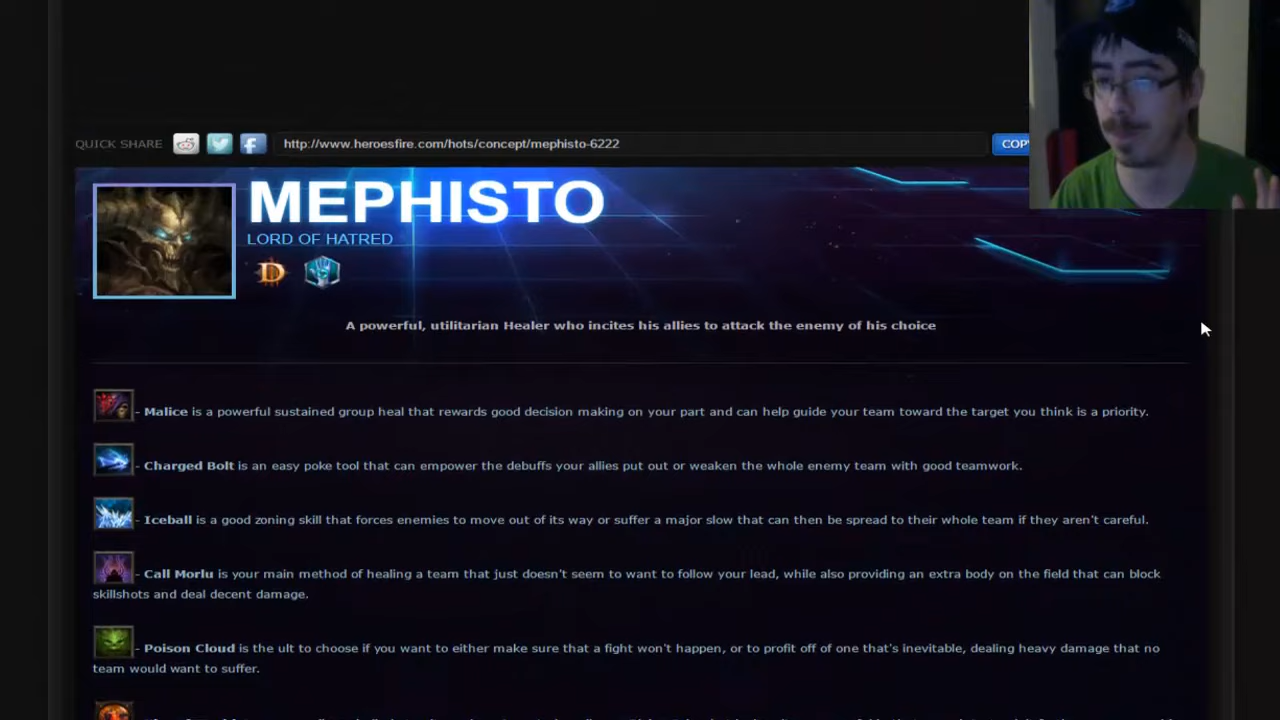 QUICK SHARE
http://www.heroesfire.com/hots/concept/mephisto-6222
COP
MEPHISTO
LORD OF HATRED
D
A powerful, utilitarian Healer who incites his allies to attack the enemy of his choice
- Malice is a powerful sustained group heal that rewards good decision making on your part and can help guide your team toward the target you think is a priority.
- Charged Bolt is an easy poke tool that can empower the debuffs your allies put out or weaken the whole enemy team with good teamwork.
- Iceball is a good zoning skill that forces enemies to move out of its way or suffer a major slow that can then be spread to their whole team if they aren't careful.
- Call Morlu is your main method of healing a team that just doesn't seem to want to follow your lead, while also providing an extra body on the field that can block
skillshots and deal decent damage.
- Poison Cloud is the ult to choose if you want to either make sure that a fight won't happen, or to profit off of one that's inevitable, dealing heavy damage that no
team would want to suffer.